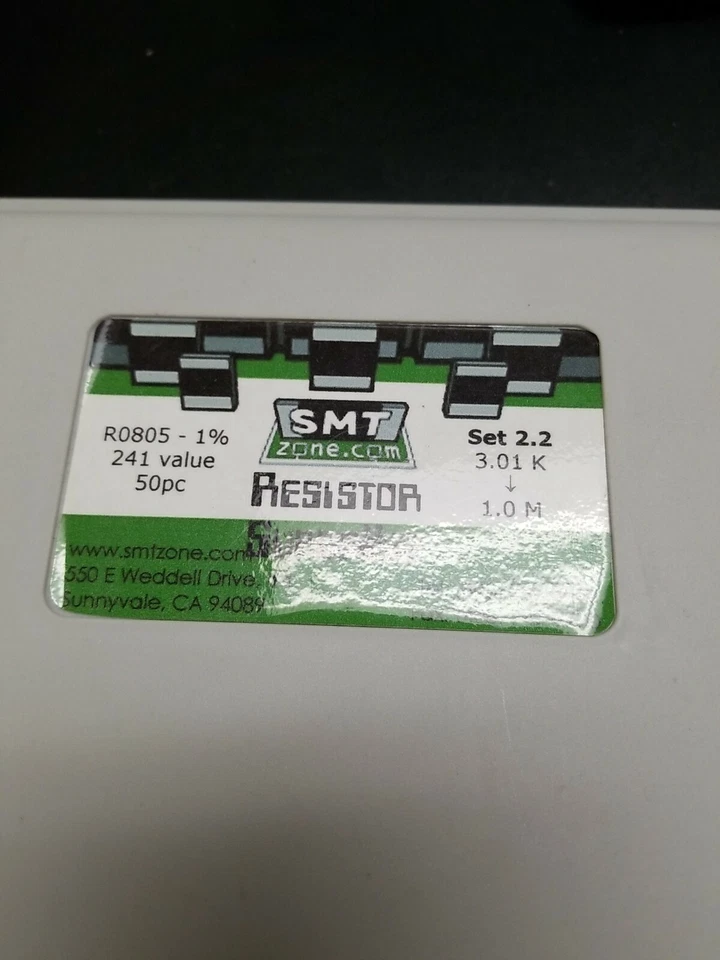 R0805 - 1%
241 value
50pc
SMT
zone.com
RESISTOR
Set 2.2
3.01 K
↓
1.0 M
www.smtzone.com
550 E Weddell Drive,
Sunnyvale, CA 94089